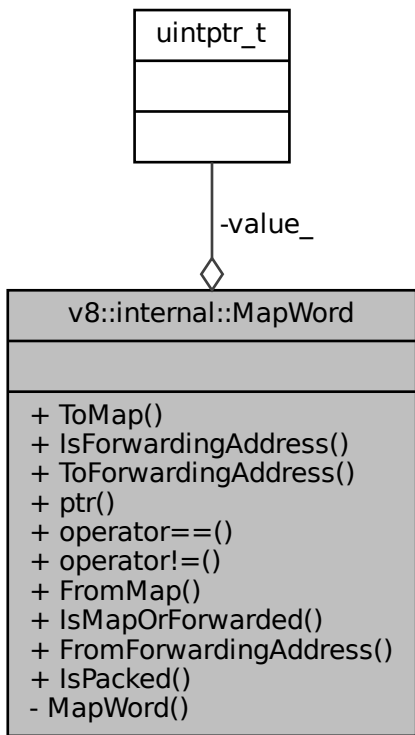 uintptr_t
-value_
v8::internal::MapWord
+ ToMap()
+ IsForwardingAddress()
+ ToForwardingAddress()
+ ptr()
+ operator==()
+ operator!=()
+ FromMap()
+ IsMapOrForwarded()
+ FromForwardingAddress()
+ IsPacked()
- MapWord()